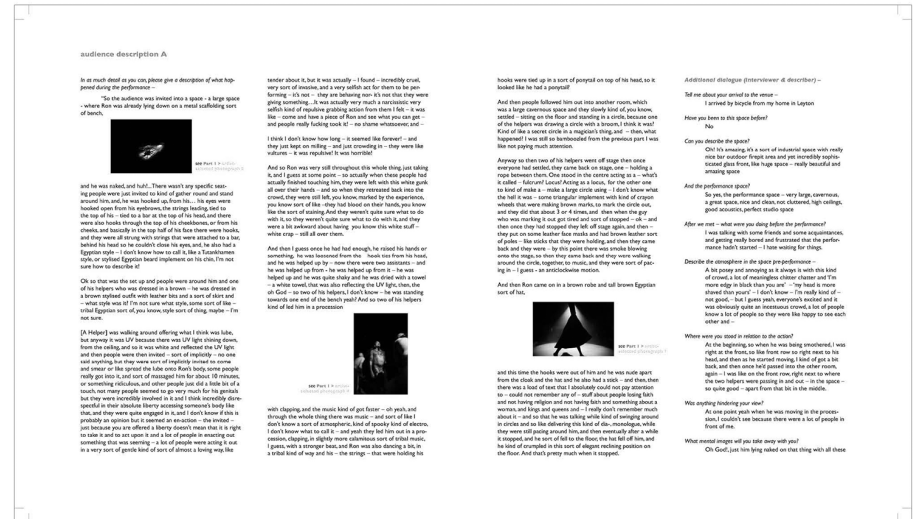 audience description A
In as much detail as you can, please give a description of what hap-
pened during the performance –
"So the audience was invited into a space - a large space
- where Ron was already lying down on a metal scaffolding sort
of bench,
see Part 1 #
and he was naked, and huh!...There wasn't any specific seat-
ing people were just invited to kind of gather round and stand
around him, and, he was hooked up, from his… his eyes were
hooked open from his eyebrows, the strings leading, tied to
the top of his – tied to a bar at the top of his head, and there
were also hooks through the top of his cheekbones, or from his
cheeks, and basically in the top half of his face there were hooks,
and they were all strung with strings that were attached to a bar,
behind his head so he couldn't close his eyes, and, he also had a
Egyptian style – I don't know how to call it, like a Tutankhamen
style, or stylised Egyptian beard implement on his chin, I'm not
sure how to describe it?
Ok so that was the set up and people were around him and one
of his helpers who was dressed in a brown – he was dressed in
a brown stylised outfit with leather bits and a sort of skirt and
– what style was it? I'm not sure what style, some sort of like –
tribal Egyptian sort of, you know, style sort of thing, maybe – I'm
not sure.
[A Helper] was walking around offering what I think was lube,
but anyway it was UV because there was UV light shining down,
from the ceiling, and so it was white and reflected the UV light
and then people were then invited – sort of implicitly – no one
said anything, but they were sort of implicitly invited to come
and smear or like spread the lube onto Ron's body, some people
really got into it, and sort of massaged him for about 10 minutes,
or something ridiculous, and other people just did a little bit of a
touch, not many people seemed to go very much for his genitals
but they were incredibly involved in it and I think incredibly disre-
spectful in their absolute liberty accessing someone's body like
that, and they were quite engaged in it, and I don't know if this is
probably an opinion but it seemed an en-action – the invited –
just because you are offered a liberty doesn't mean that it is right
to take it and to act upon it and a lot of people in enacting out
something that was seeming – a lot of people were acting it out
in a very sort of gentle kind of sort of almost a loving way, like
tender about it, but it was actually – I found – incredibly cruel,
very sort of invasive, and a very selfish act for them to be per-
forming – it's not – they are behaving nor- it's not that they were
giving something…It was actually very much a narcissistic very
selfish kind of repulsive grabbing action from them I felt – it was
like – come and have a piece of Ron and see what you can get –
and people really fucking took it! – no shame whatsoever, and –
I think I don't know how long – it seemed like forever! – and
they just kept on milling – and just crowding in – they were like
vultures – it was repulsive! It was horrible!
And so Ron was very still throughout this whole thing, just taking
it, and I guess at some point – so actually when these people had
actually finished touching him, they were left with this white gunk
all over their hands – and so when they retreated back into the
crowd, they were still left, you know, marked by the experience,
you know sort of like –they had blood on their hands, you know
like the sort of staining. And they weren't quite sure what to do
with it, so they weren't quite sure what to do with it, and they
were a bit awkward about having you know this white stuff –
white crap – still all over them.
And then I guess once he had had enough, he raised his hands or
something, he was loosened from the hook ties from his head,
and he was helped up by – now there were two assistants – and
he was helped up from - he was helped up from it – he was
helped up and he was quite shaky and he was dried with a towel
– a white towel, that was also reflecting the UV light, then, the
oh God – so two of his helpers, I don't know – he was standing
towards one end of the bench yeah! And so two of his helpers
kind of led him in a procession
see Part 1 #
with clapping, and the music kind of got faster – oh yeah, and
through the whole thing there was music – and sort of like I
don't know a sort of atmospheric, kind of spooky kind of electro,
I don't know what to call it – and yeah they led him out in a pro-
cession, clapping, in slightly more calamitous sort of tribal music,
I guess, with a stronger beat, and Ron was also dancing a bit, in
a tribal kind of way and his – the strings – that were holding his
hooks were tied up in a sort of ponytail on top of his head, so it
looked like he had a ponytail?
And then people followed him out into another room, which
was a large cavernous space and they slowly kind of, you know,
settled – sitting on the floor and standing in a circle, because one
of the helpers was drawing a circle with a broom, I think it was?
Kind of like a secret circle in a magician's thing, and – then, what
happened? I was still so bamboozled from the previous part I was
like not paying much attention.
Anyway so then two of his helpers went off stage then once
everyone had settled, they came back on stage, one – holding a
rope between them. One stood in the centre acting as a – what's
it called – fulcrum? Locus? Acting as a locus, for the other one
to kind of make a – make a large circle using – I don't know what
the hell it was – some triangular implement with kind of crayon
wheels that were making brown marks, to mark the circle out,
and they did that about 3 or 4 times, and then when the guy
who was marking it out got tired and sort of stopped – ok – and
then once they had stopped they left off stage again, and then –
they put on some leather face masks and had brown leather sort
of poles – like sticks that they were holding, and then they came
back and they were – by this point there was smoke blowing
onto the stage, so then they came back and they were walking
around the circle, together, to music, and they were sort of pac-
ing in – I guess - an anticlockwise motion.
And then Ron came on in a brown robe and tall brown Egyptian
sort of hat,
see Part 1 #
and this time the hooks were out of him and he was nude apart
from the cloak and the hat and he also had a stick – and then, then
there was a load of text that I absolutely could not pay attention
to – could not remember any of – stuff about people losing faith
and not having religion and not having faith and something about a
woman, and kings and queens and – I really don't remember much
about it – and so that he was talking while kind of swinging around
in circles and so like delivering this kind of dia-, monologue, while
they were still pacing around him, and then eventually after a while
it stopped, and he sort of fell to the floor, the hat fell off him, and
he kind of crumpled in this sort of elegant reclining position on
the floor. And that's pretty much when it stopped.
Additional dialogue (Interviewer & describer) –
Tell me about your arrival to the venue –
I arrived by bicycle from my home in Leyton
Have you been to this space before?
No
Can you describe the space?
Oh! It's amazing, it's a sort of industrial space with really
nice bar outdoor firepit area, and yet incredibly sophis-
ticated glass front, like huge space – really beautiful and
amazing space
And the performance space?
So yes, the performance space – very large, cavernous,
a great space, nice and clean, not cluttered, high ceilings,
good acoustics, perfect studio space
After we met – what were you doing before the performance?
I was talking with some friends and some acquaintances,
and getting really bored and frustrated that the perfor-
mance hadn't started – I hate waiting for things,
Describe the atmosphere in the space pre-performance –
A bit posey and annoying as it always is with this kind
of crowd, a lot of meaningless chitter chatter and 'I'm
more edgy in black than you are' – 'my head is more
shaved than yours' – I don't know – I'm really kind of –
not good, – but I guess yeah, everyone's excited and it
was obviously quite an incestuous crowd, a lot of people
know a lot of people so they were like happy to see each
other and –
Where were you stood in relation to the action?
At the beginning, so when he was being smothered, I was
right at the front, so like front row so right next to his
head, and then as he started moving, I kind of got a bit
back, and then once he'd passed into the other room,
again – I was like on the front row, right next to where
the two helpers were pacing in and out – in the space –
so quite good – apart from that bit in the middle.
Was anything hindering your view?
At one point yeah when he was moving in the proces-
sion, I couldn't see because there were a lot of people in
front of me.
What mental images will you take away with you?
Oh God!, just him lying naked on that thing with all these